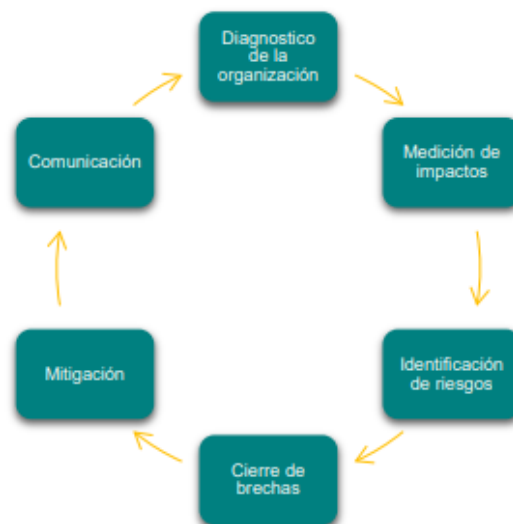 Diagnostico
de la
organización
Medición de
impactos
Identificación
de riesgos
Cierre de
brechas
Mitigación
Comunicación